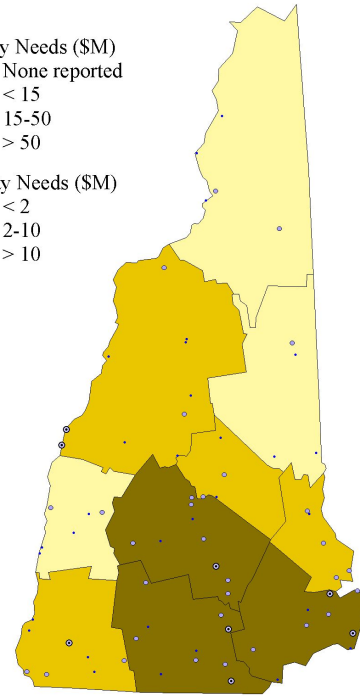 y Needs ($M)
None reported
< 15
15-50
> 50
y Needs ($M)
< 2
2-10
> 10